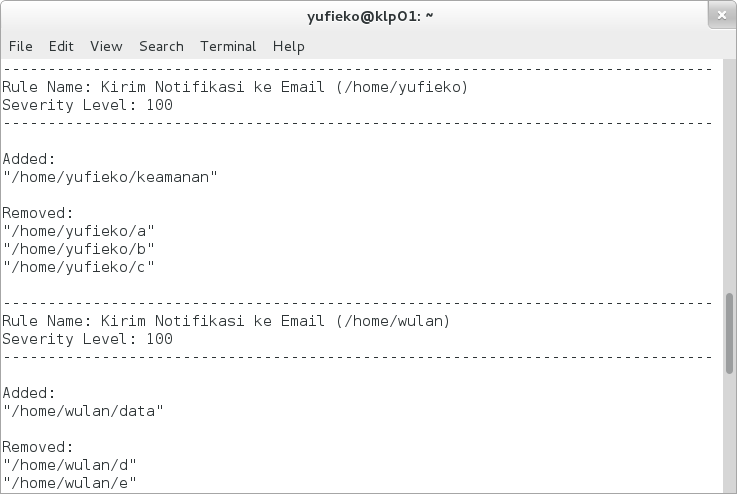 yufieko@klp01: ~
×
File Edit View Search Terminal Help
-------------------------------------------------------------------------------
Rule Name: Kirim Notifikasi ke Email (/home/yufieko)
Severity Level: 100
-------------------------------------------------------------------------------
Added:
"/home/yufieko/keamanan"
Removed:
"/home/yufieko/a"
"/home/yufieko/b"
"/home/yufieko/c"
-------------------------------------------------------------------------------
Rule Name: Kirim Notifikasi ke Email (/home/wulan)
Severity Level: 100
-------------------------------------------------------------------------------
Added:
"/home/wulan/data"
Removed:
"/home/wulan/d"
"/home/wulan/e"